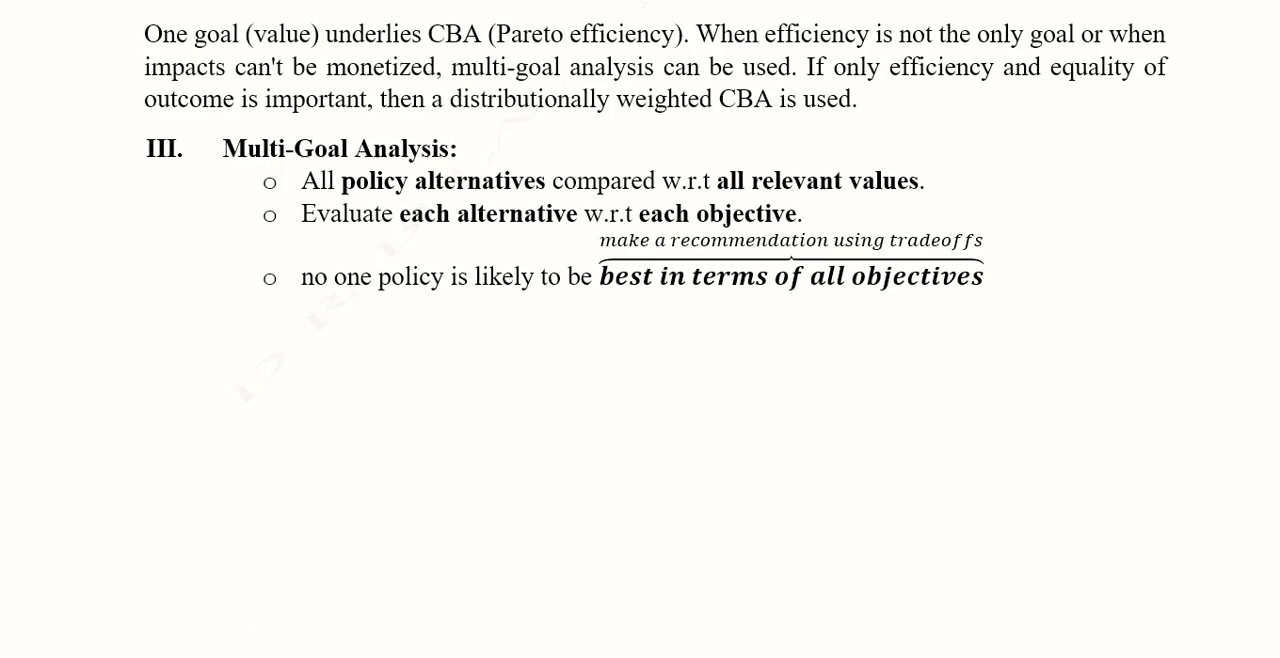 One goal (value) underlies CBA (Pareto efficiency). When efficiency is not the only goal or when
impacts can't be monetized, multi-goal analysis can be used. If only efficiency and equality of
outcome is important, then a distributionally weighted CBA is used.
III. Multi-Goal Analysis:
o All policy alternatives compared w.r.t all relevant values.
o Evaluate each alternative w.r.t each objective.
make a recommendation using tradeoffs
o no one policy is likely to be best in terms of all objectives